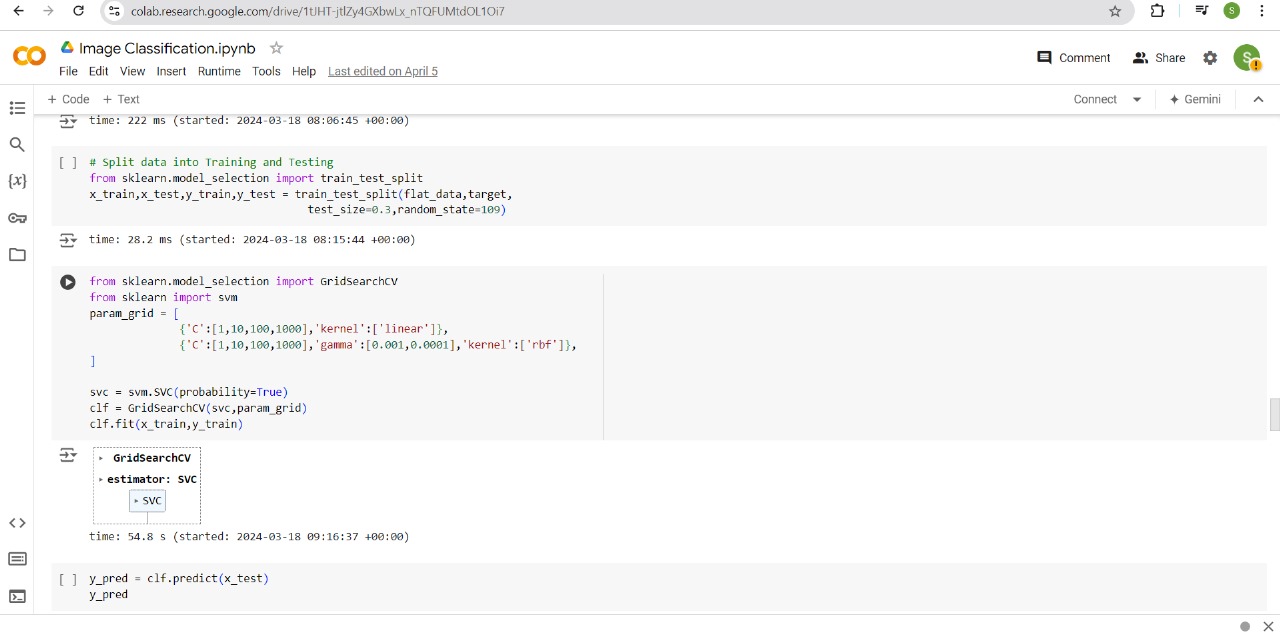 colab.research.google.com/drive/1tJHT-jtlZy4GXbwLx_nTQFUMtdOL1Oi7
S
CO Image Classification.ipynb
File Edit View Insert Runtime Tools Help Last edited on April 5
Comment Share S
+ Code + Text Connect Gemini
time: 222 ms (started: 2024-03-18 08:06:45 +00:00)
[ ] # Split data into Training and Testing
from sklearn.model_selection import train_test_split
x_train,x_test,y_train,y_test = train_test_split(flat_data,target,
test_size=0.3,random_state=109)
{x}
time: 28.2 ms (started: 2024-03-18 08:15:44 +00:00)
from sklearn.model_selection import GridSearchCV
from sklearn import svm
param_grid = [
{'C':[1,10,100,1000],'kernel':['linear']},
{'C':[1,10,100,1000],'gamma':[0.001,0.0001],'kernel':['rbf']},
]
svc = svm.SVC(probability=True)
clf = GridSearchCV(svc,param_grid)
clf.fit(x_train,y_train)
GridSearchCV
estimator: SVC
SVC
time: 54.8 s (started: 2024-03-18 09:16:37 +00:00)
[ ] y_pred = clf.predict(x_test)
y_pred